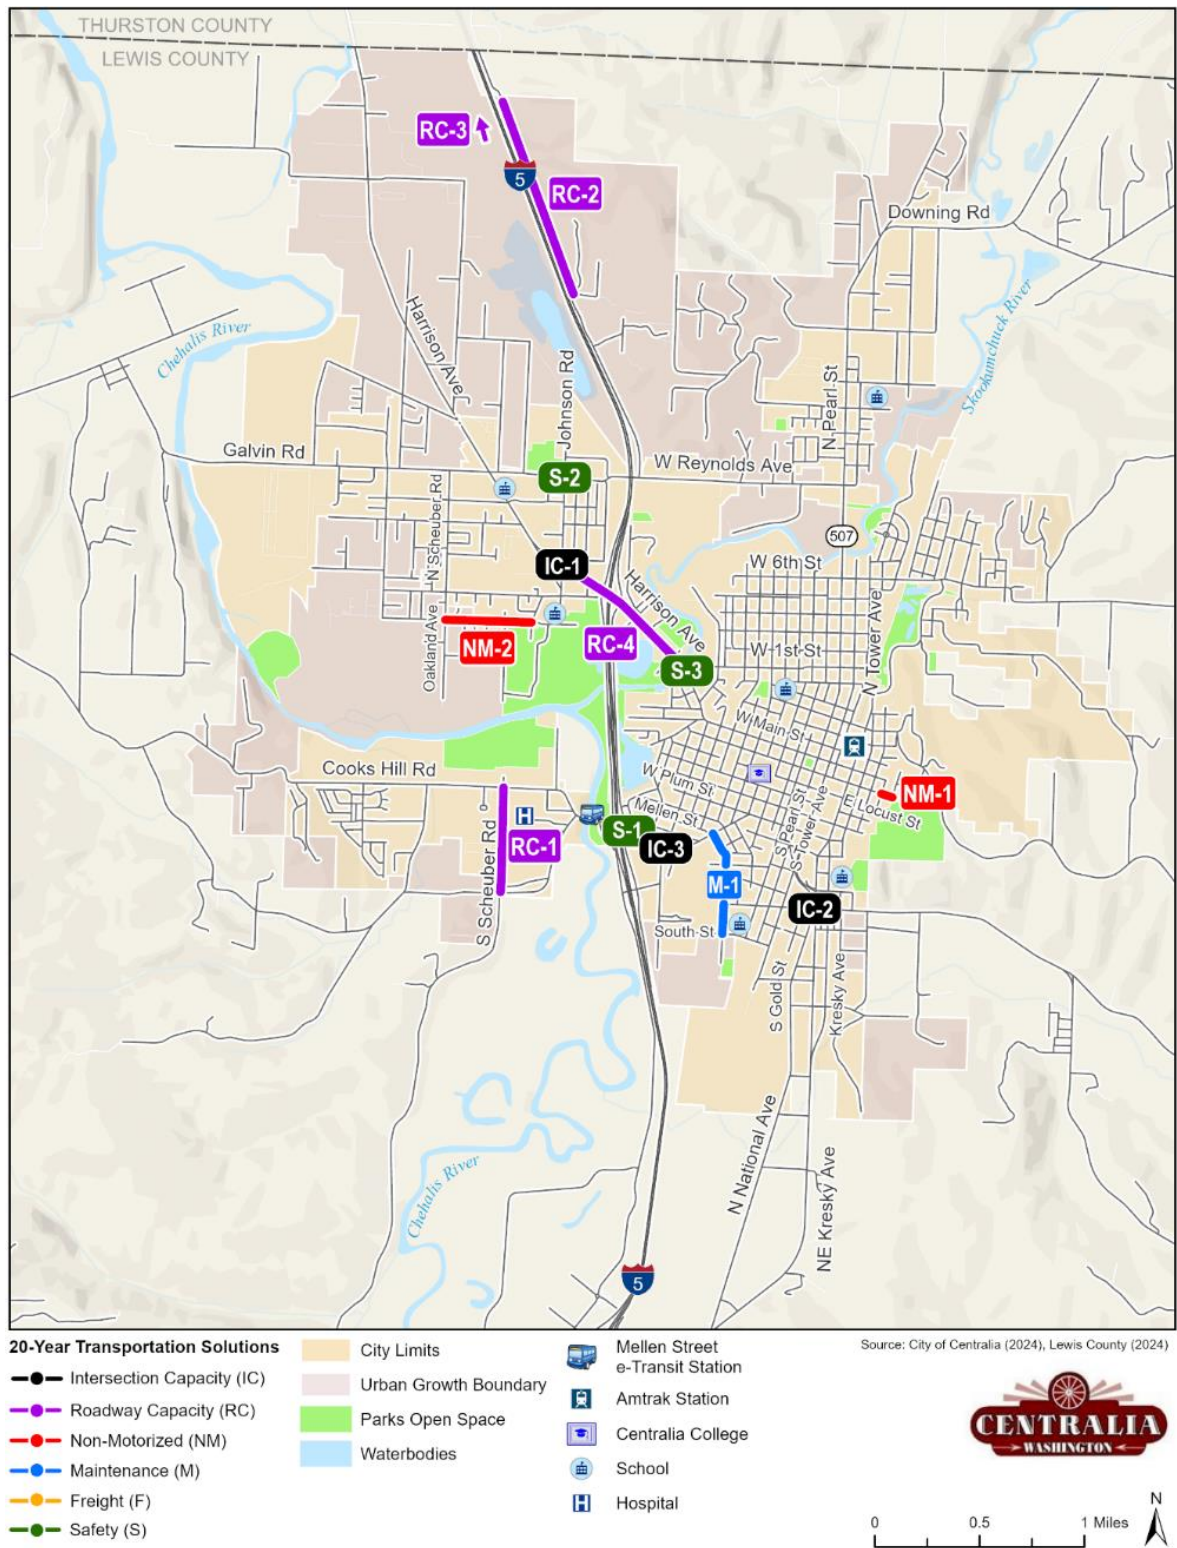 THURSTON COUNTY
LEWIS COUNTY
RC-3
5
RC-2
Downing Rd
Chehalis River
Harrison Ave
Johnson Rd
N Pearl St
Skookumchuck River
Galvin Rd
W Reynolds Ave
S-2
N Scheuber Rd
507
IC-1
W 6th St
Harrison Ave
N Tower Ave
Oakland Ave
NM-2
RC-4
W 1st St
S-3
W Main St
Cooks Hill Rd
W Plum St
NM-1
E Locust St
Mellen St
S Pearl St
S Tower Ave
H
S-1
IC-3
RC-1
S Scheuber Rd
M-1
IC-2
South St
S Gold St
Kresky Ave
N National Ave
NE Kresky Ave
Chehalis River
5
20-Year Transportation Solutions
Intersection Capacity (IC)
Roadway Capacity (RC)
Non-Motorized (NM)
Maintenance (M)
Freight (F)
Safety (S)
City Limits
Urban Growth Boundary
Parks Open Space
Waterbodies
Mellen Street
e-Transit Station
Amtrak Station
Centralia College
School
H
Hospital
Source: City of Centralia (2024), Lewis County (2024)
CENTRALIA
WASHINGTON
N
0 0.5 1 Miles